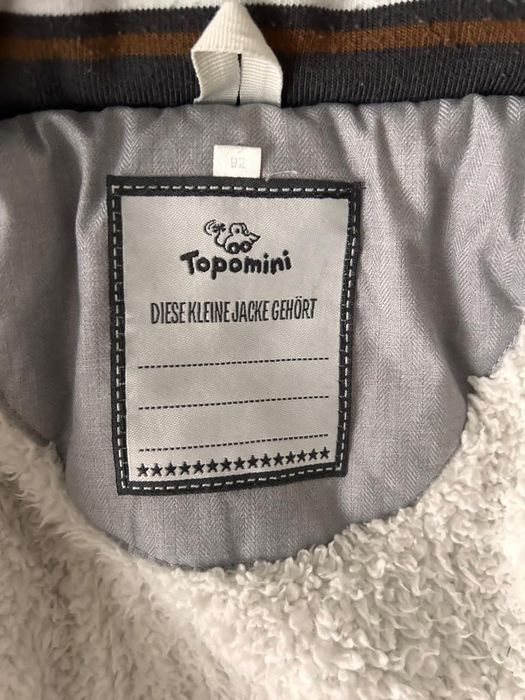 92
Topomini
DIESE KLEINE JACKE GEHÖRT